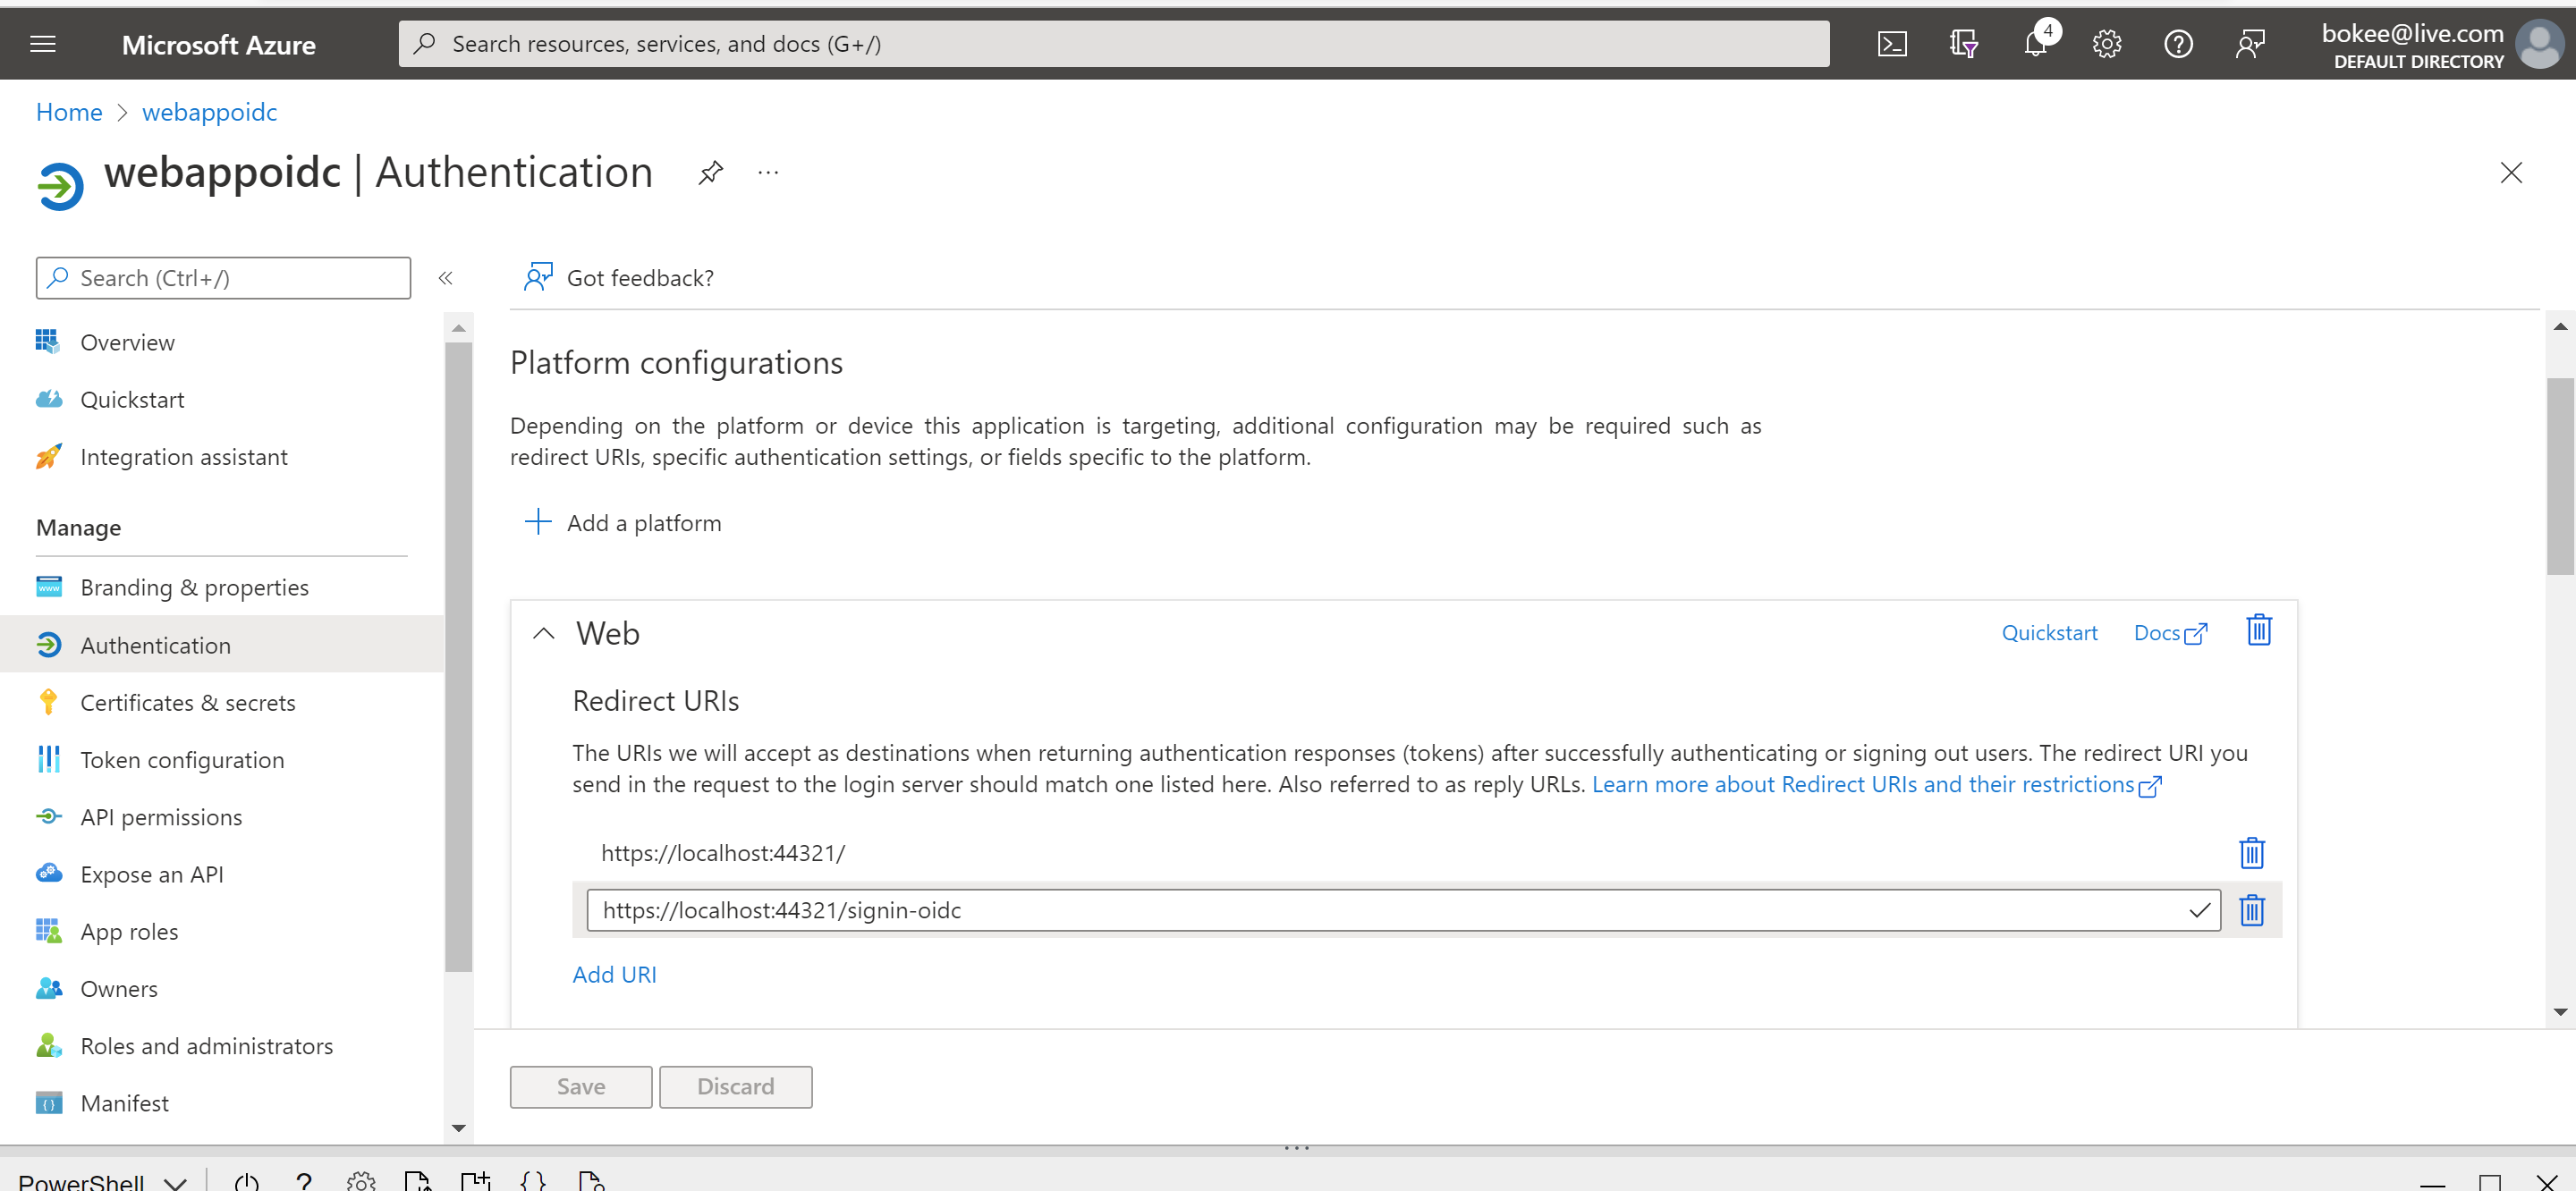 Microsoft Azure
Search resources, services, and docs (G+/)
4
bokee@live.com
DEFAULT DIRECTORY
Home > webappoidc
webappoidc | Authentication
Search (Ctrl+/)
Got feedback?
Overview
Quickstart
Integration assistant
Manage
Branding & properties
Authentication
Certificates & secrets
Token configuration
API permissions
Expose an API
App roles
Owners
Roles and administrators
Manifest
Platform configurations
Depending on the platform or device this application is targeting, additional configuration may be required such as
redirect URIs, specific authentication settings, or fields specific to the platform.
Add a platform
Web
Quickstart Docs
Redirect URIs
The URIs we will accept as destinations when returning authentication responses (tokens) after successfully authenticating or signing out users. The redirect URI you
send in the request to the login server should match one listed here. Also referred to as reply URLs. Learn more about Redirect URIs and their restrictions
https://localhost:44321/
https://localhost:44321/signin-oidc
Add URI
Save Discard
PowerShell